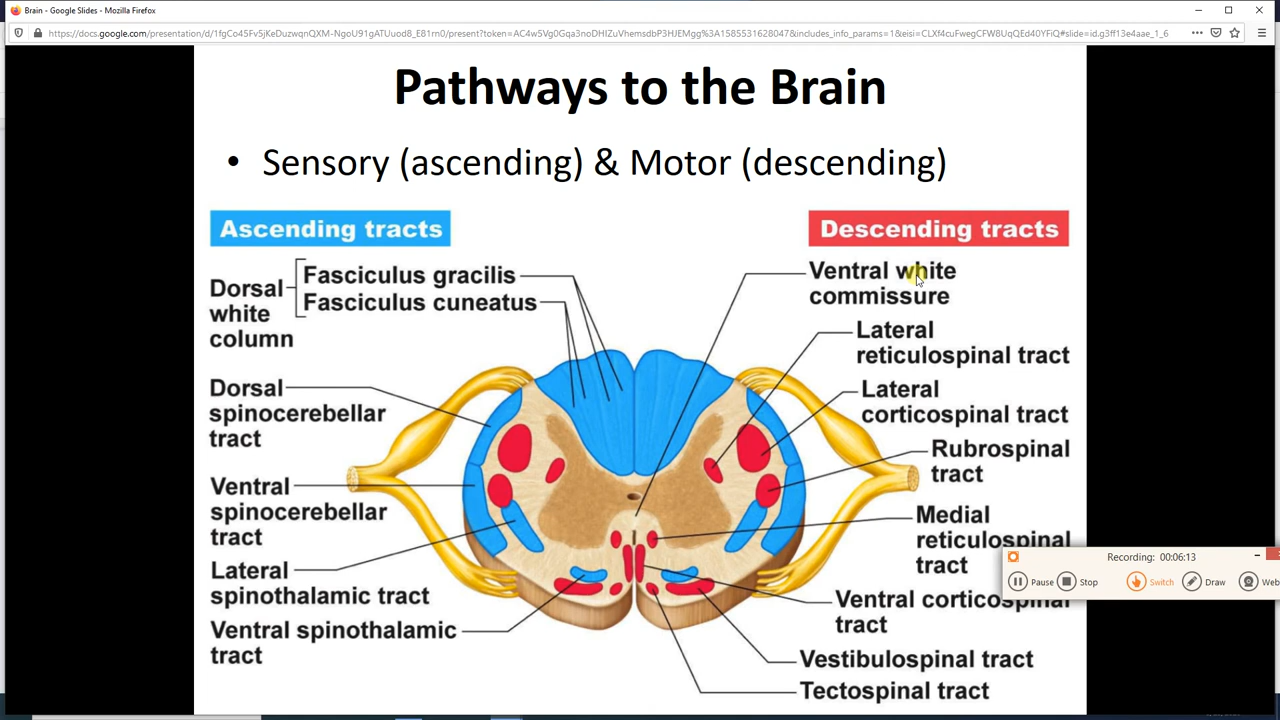 Brain - Google Slides - Mozilla Firefox
https://docs.google.com/presentation/d/1fgCo45Fv5jKeDuzwqnQXM-NgoU91gATUuod8_E81rn0/present?token=AC4w5Vg0Gqa3noDHIZuVhemsdbP3HJEMgg%3A1585531628047&includes_info_params=1&eisi=CLXf4cuFwegCFW8UqQEd40YFiQ#slide=id.g3ff13e4aae_1_6
Pathways to the Brain
• Sensory (ascending) & Motor (descending)
Ascending tracts
Dorsal
white
column
Fasciculus gracilis
Fasciculus cuneatus
Dorsal
spinocerebellar
tract
Ventral
spinocerebellar
tract
Lateral
spinothalamic tract
Ventral spinothalamic
tract
Descending tracts
Ventral white
commissure
Lateral
reticulospinal tract
Lateral
corticospinal tract
Rubrospinal
tract
Medial
reticulospinal
tract
Ventral corticospinal
tract
Vestibulospinal tract
Tectospinal tract
Recording: 00:06:13
Pause
Stop
Switch
Draw
Web